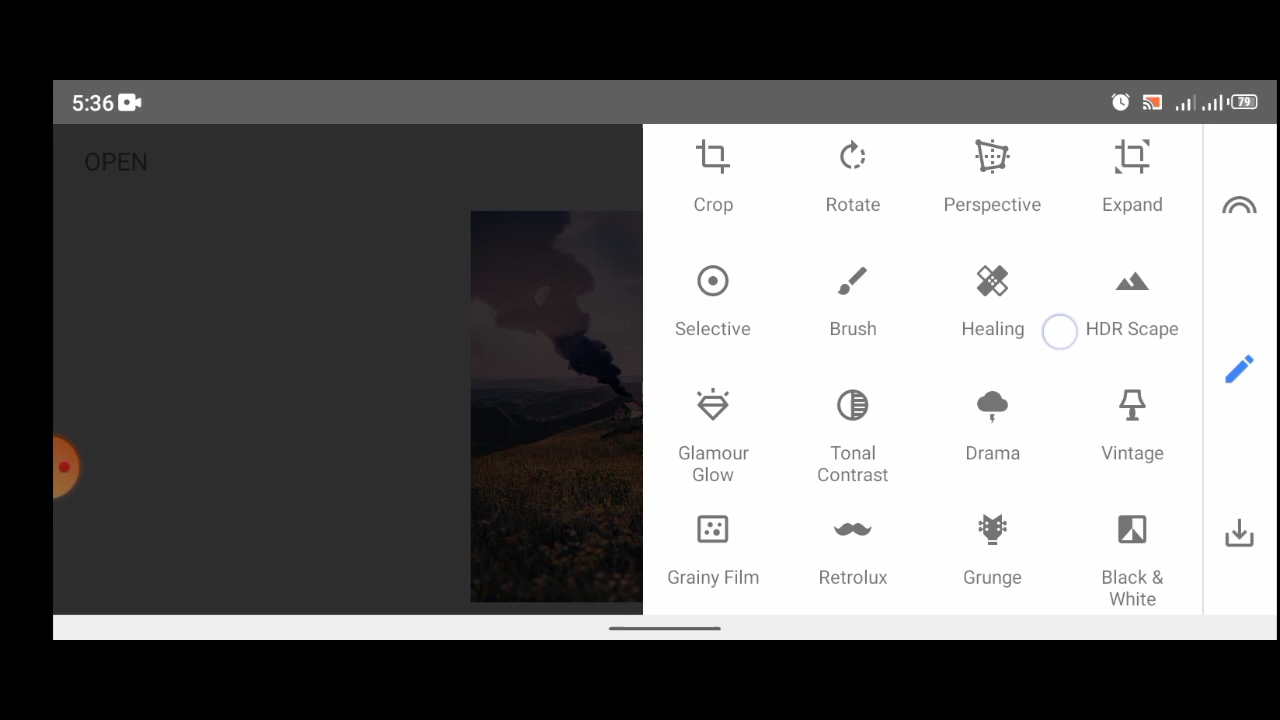 5:36
79
OPEN
Crop Rotate Perspective Expand
Selective Brush Healing HDR Scape
Glamour Glow Tonal Contrast Drama Vintage
Grainy Film Retrolux Grunge Black & White